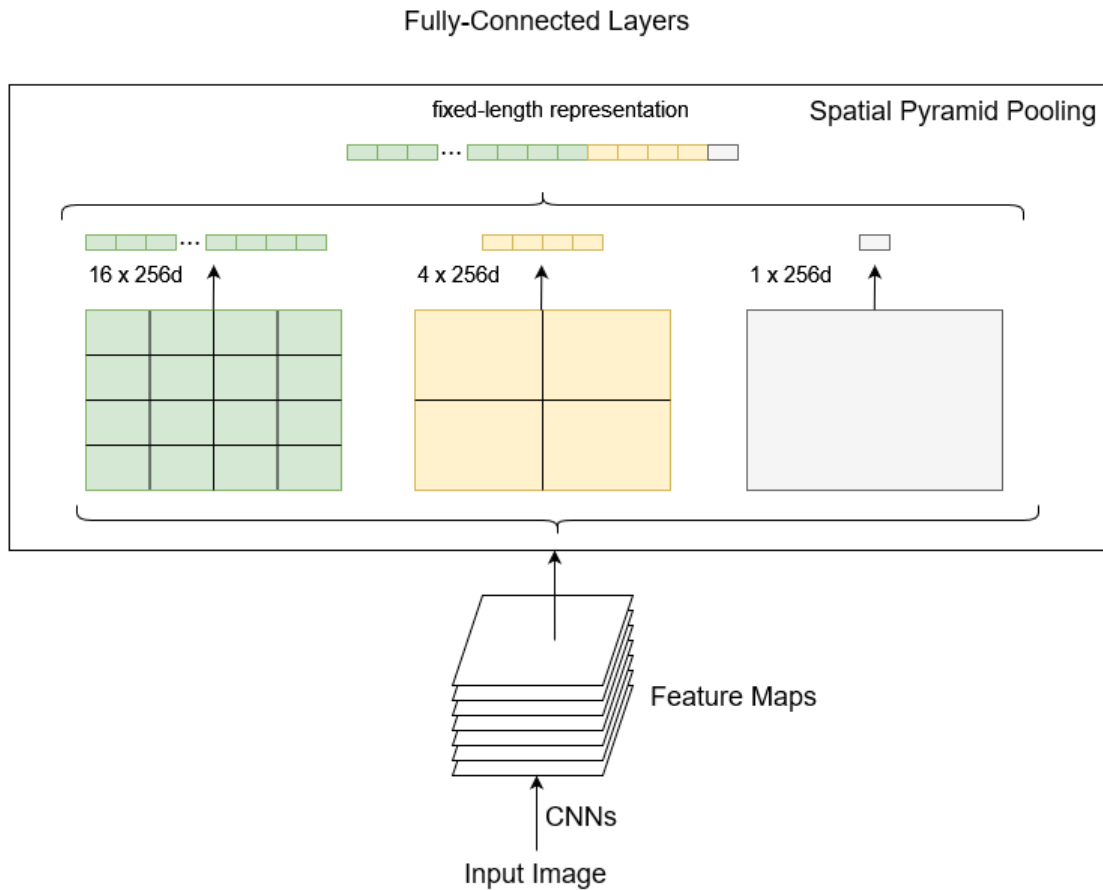 Fully-Connected Layers
fixed-length representation
Spatial Pyramid Pooling
...
...
16 x 256d
4 x 256d
1 x 256d
Feature Maps
CNNs
Input Image